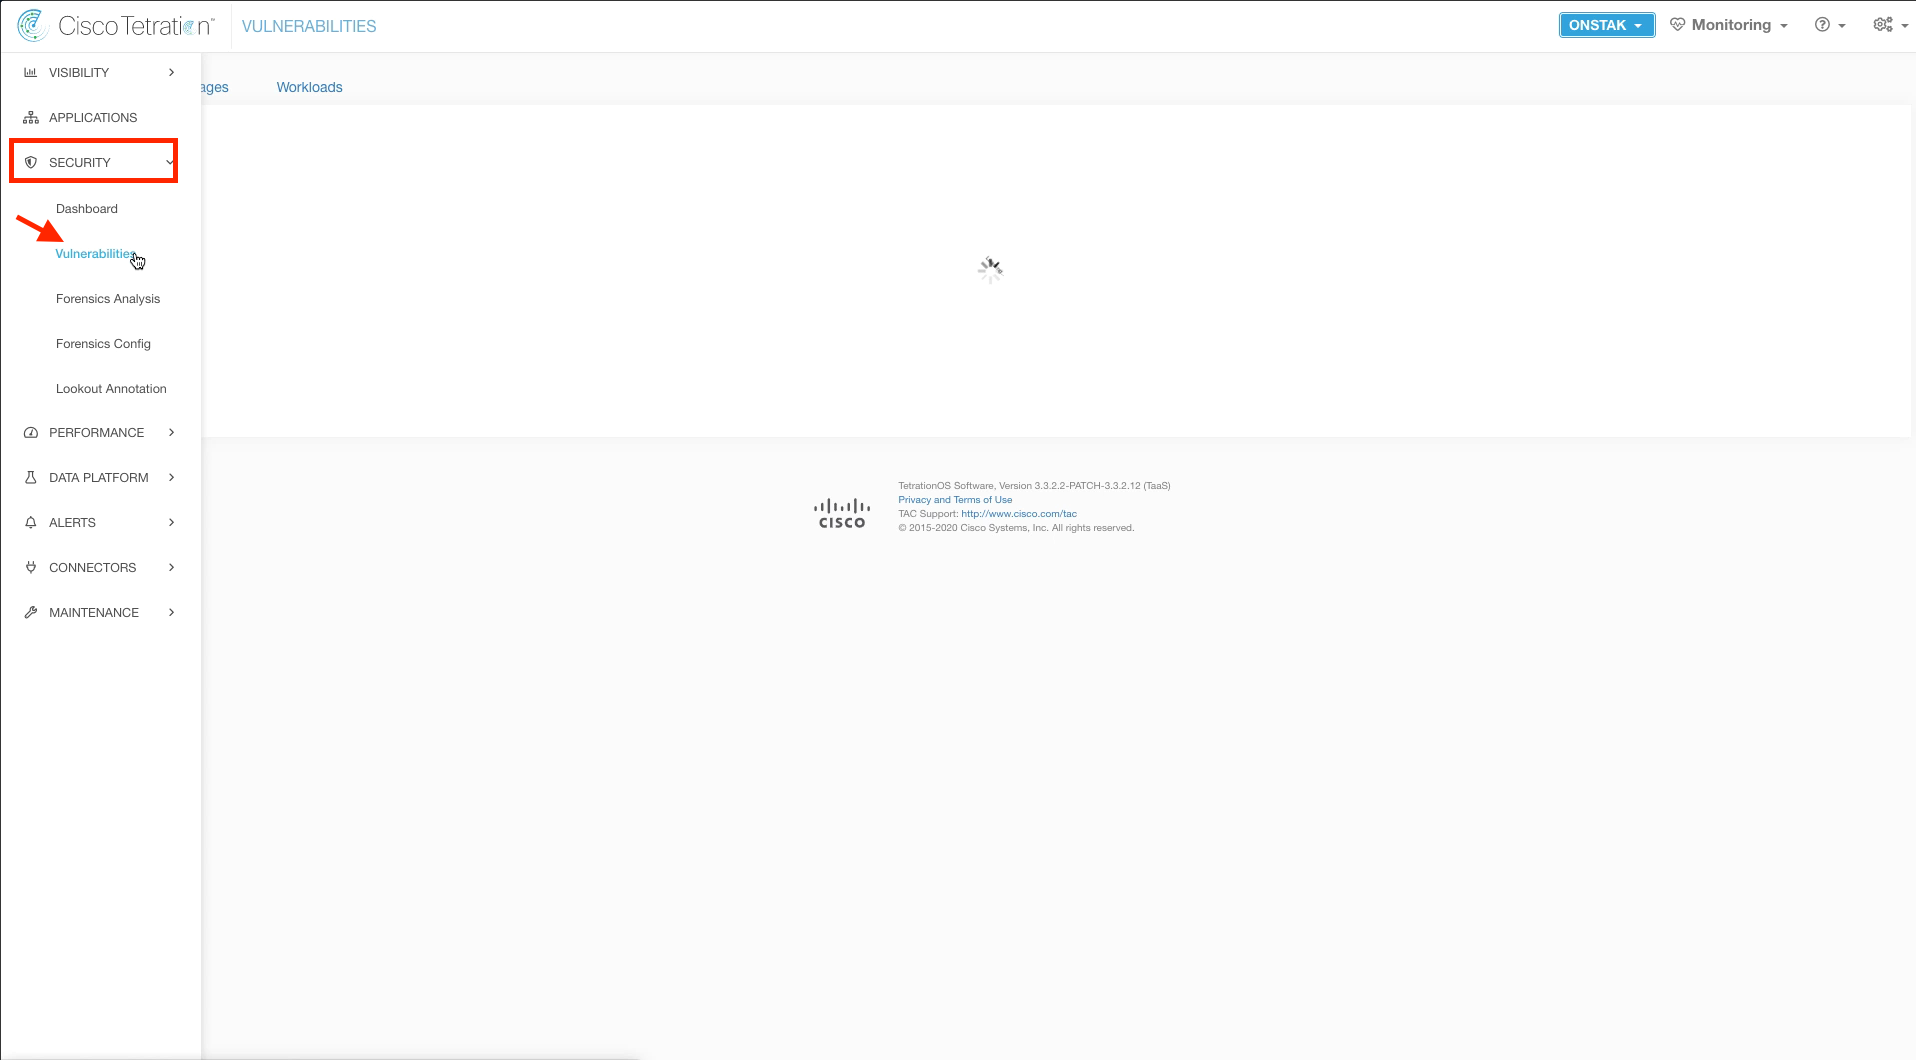 Cisco Tetration™
VULNERABILITIES
ONSTAK
Monitoring
VISIBILITY
ages
Workloads
APPLICATIONS
SECURITY
Dashboard
Vulnerabilities
Forensics Analysis
Forensics Config
Lookout Annotation
PERFORMANCE
DATA PLATFORM
ALERTS
CONNECTORS
MAINTENANCE
CISCO
TetrationOS Software, Version 3.3.2.2-PATCH-3.3.2.12 (TaaS)
Privacy and Terms of Use
TAC Support: http://www.cisco.com/tac
© 2015-2020 Cisco Systems, Inc. All rights reserved.